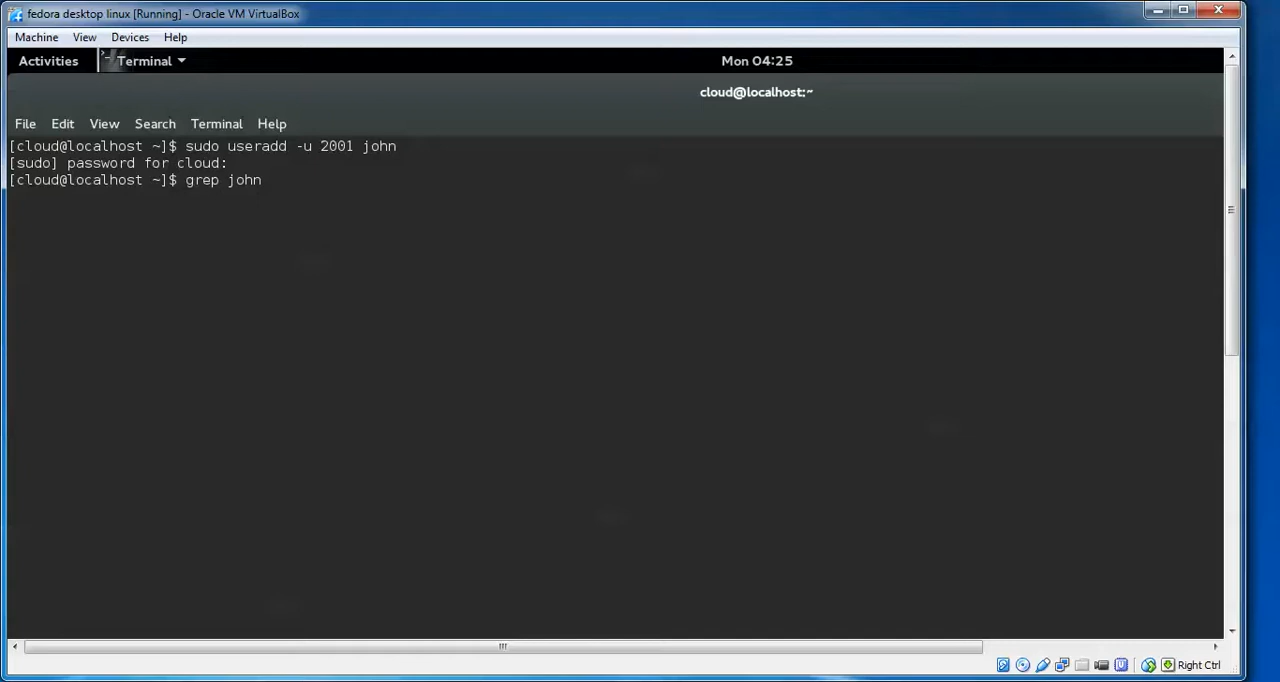 fedora desktop linux [Running] - Oracle VM VirtualBox
Machine View Devices Help
Activities Terminal Mon 04:25
cloud@localhost:~
File Edit View Search Terminal Help
[cloud@localhost ~]$ sudo useradd -u 2001 john
[sudo] password for cloud:
[cloud@localhost ~]$ grep john
Right Ctrl